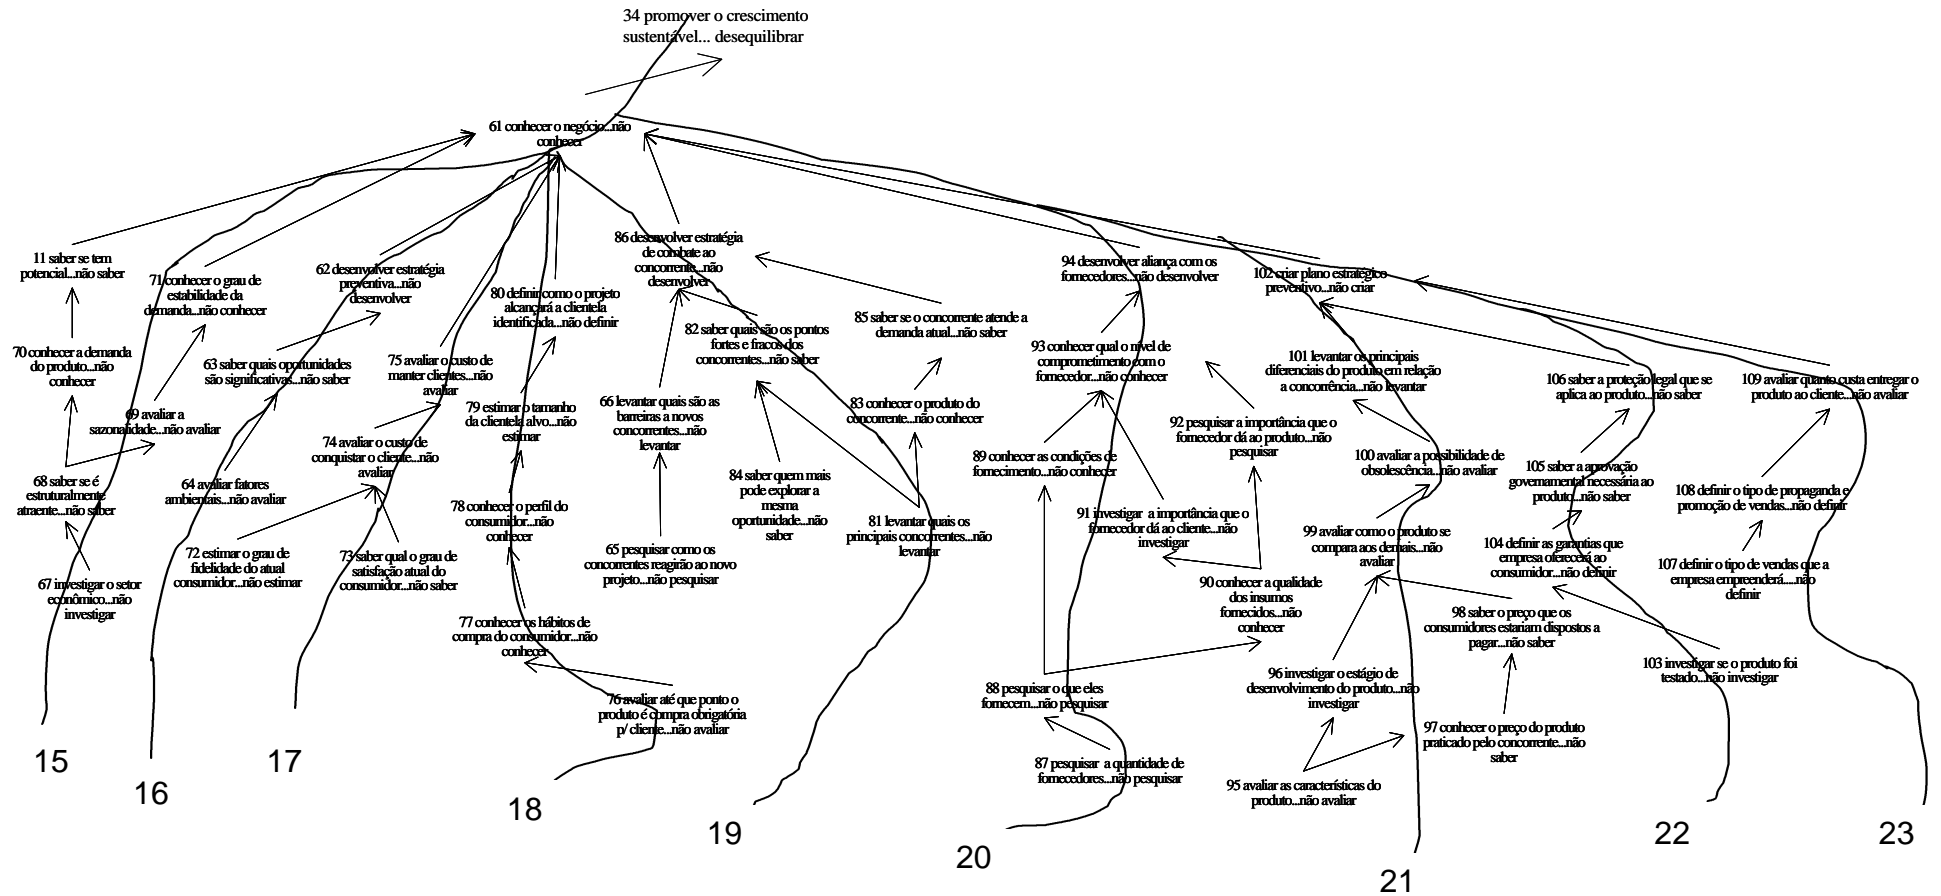 34 promover o crescimento
sustentável... desequilibrar
61 conhecer o negócio...não
conhecer
11 saber se tem
potencial...não saber
71 conhecer o grau de
estabilidade da
demanda...não conhecer
62 desenvolver estratégia
preventiva...não
desenvolver
80 definir como o projeto
alcançará a clientela
identificada...não definir
86 desenvolver estratégia
de combate ao
concorrente...não
desenvolver
94 desenvolver aliança com os
fornecedores...não desenvolver
102 criar plano estratégico
preventivo...não criar
85 saber se o concorrente atende a
demanda atual...não saber
82 saber quais são os pontos
fortes e fracos dos
concorrentes...não saber
70 conhecer a demanda
do produto...não
conhecer
63 saber quais oportunidades
são significativas...não saber
75 avaliar o custo de
manter clientes...não
avaliar
93 conhecer qual o nível de
comprometimento com o
fornecedor...não conhecer
101 levantar os principais
diferenciais do produto em relação
a concorrência...não levantar
106 saber a proteção legal que se
aplica ao produto...não saber
109 avaliar quanto custa entregar o
produto ao cliente...não avaliar
69 avaliar a
sazonalidade...não avaliar
79 estimar o tamanho
da clientela alvo...não
estimar
66 levantar quais são as
barreiras a novos
concorrentes...não
levantar
83 conhecer o produto do
concorrente...não conhecer
92 pesquisar a importância que o
fornecedor dá ao produto...não
pesquisar
74 avaliar o custo de
conquistar o cliente...não
avaliar
89 conhecer as condições de
fornecimento...não conhecer
100 avaliar a possibilidade de
obsolescência...não avaliar
68 saber se é
estruturalmente
atraente...não saber
64 avaliar fatores
ambientais...não avaliar
84 saber quem mais
pode explorar a
mesma
oportunidade...não
saber
105 saber a aprovação
governamental necessária ao
produto...não saber
108 definir o tipo de propaganda e
promoção de vendas...não definir
78 conhecer o perfil do
consumidor...não
conhecer
81 levantar quais os
principais concorrentes...não
levantar
91 investigar a importância que o
fornecedor dá ao cliente...não
investigar
99 avaliar como o produto se
compara aos demais...não
avaliar
104 definir as garantias que
empresa oferecerá ao
consumidor...não definir
72 estimar o grau de
fidelidade do atual
consumidor...não estimar
73 saber qual o grau de
satisfação atual do
consumidor...não saber
65 pesquisar como os
concorrentes reagirão ao novo
projeto...não pesquisar
107 definir o tipo de vendas que a
empresa empreenderá....não
definir
67 investigar o setor
econômico...não
investigar
90 conhecer a qualidade
dos insumos
fornecidos...não
conhecer
98 saber o preço que os
consumidores estariam dispostos a
pagar...não saber
77 conhecer os hábitos de
compra do consumidor...não
conhecer
103 investigar se o produto foi
testado...não investigar
96 investigar o estágio de
desenvolvimento do produto...não
investigar
88 pesquisar o que eles
fornecem...não pesquisar
76 avaliar até que ponto o
produto é compra obrigatória
p/ cliente...não avaliar
97 conhecer o preço do produto
praticado pelo concorrente...não
saber
87 pesquisar a quantidade de
fornecedores...não pesquisar
95 avaliar as características do
produto...não avaliar
15
16
17
18
19
20
21
22
23